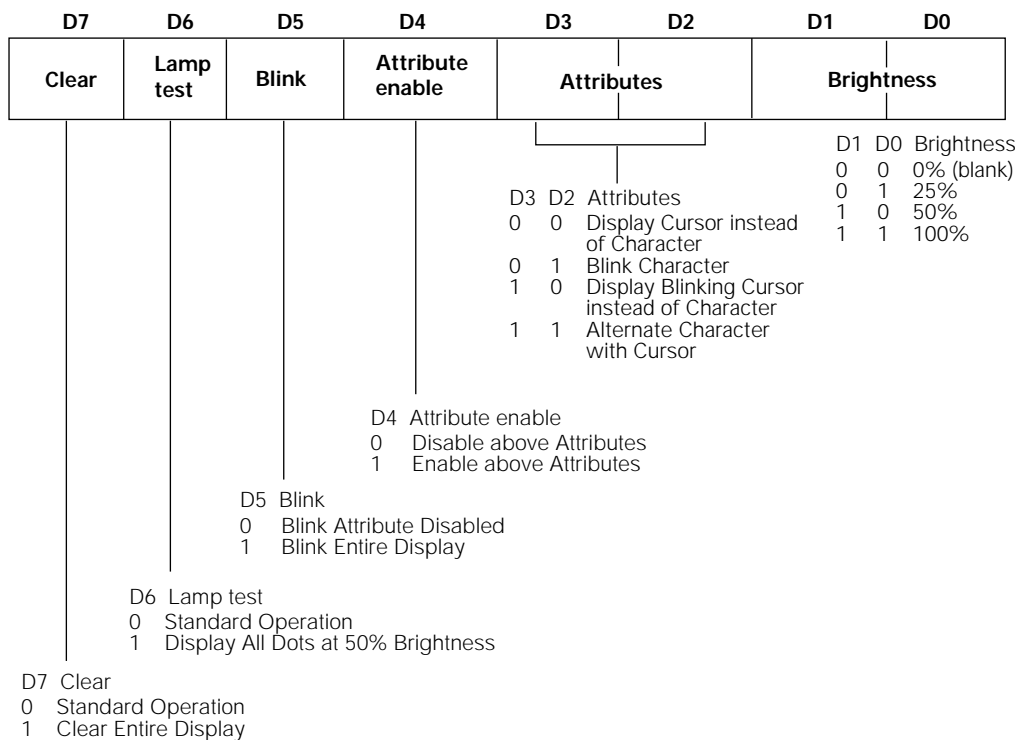 D7 D6 D5 D4 D3 D2 D1 D0
Clear Lamp test Blink Attribute enable Attributes Brightness
D1 D0 Brightness
0 0 0% (blank)
0 1 25%
1 0 50%
1 1 100%
D3 D2 Attributes
0 0 Display Cursor instead
of Character
0 1 Blink Character
1 0 Display Blinking Cursor
instead of Character
1 1 Alternate Character
with Cursor
D4 Attribute enable
0 Disable above Attributes
1 Enable above Attributes
D5 Blink
0 Blink Attribute Disabled
1 Blink Entire Display
D6 Lamp test
0 Standard Operation
1 Display All Dots at 50% Brightness
D7 Clear
0 Standard Operation
1 Clear Entire Display